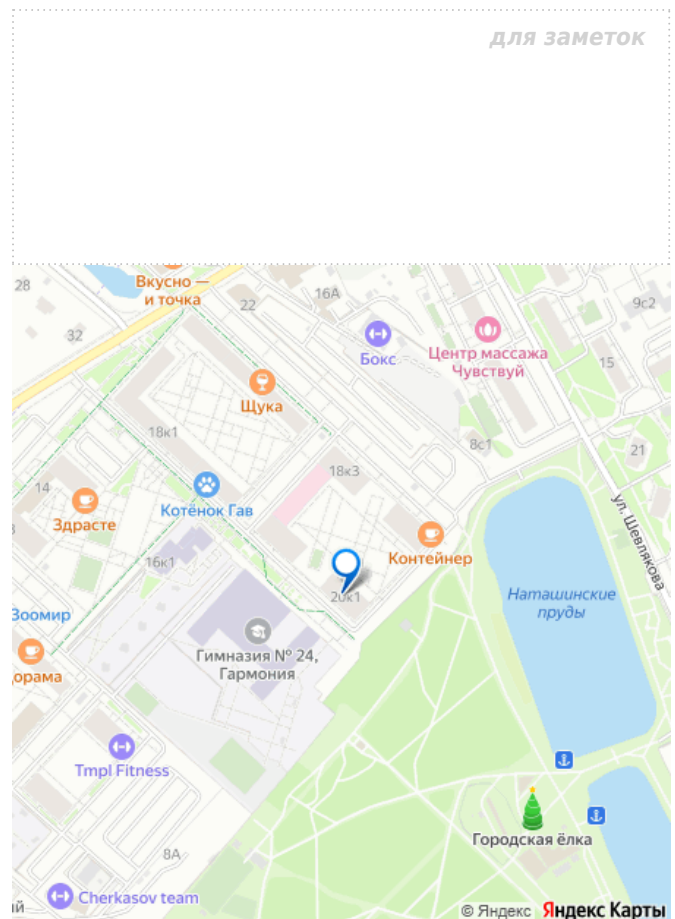 для заметок
Вкусно —
и точка
28
22
16А
9с2
32
Бокс
Центр массажа
Чувствуй
15
Щука
18к1
8с1
21
18к3
14
Котёнок Гав
Здрасте
Контейнер
ул. Шевлякова
16к1
20к1
Наташинские
пруды
Зоомир
Гимназия № 24,
Гармония
орама
Tmpl Fitness
Городская ёлка
8А
Cherkasov team
ий
© Яндекс Яндекс Карты